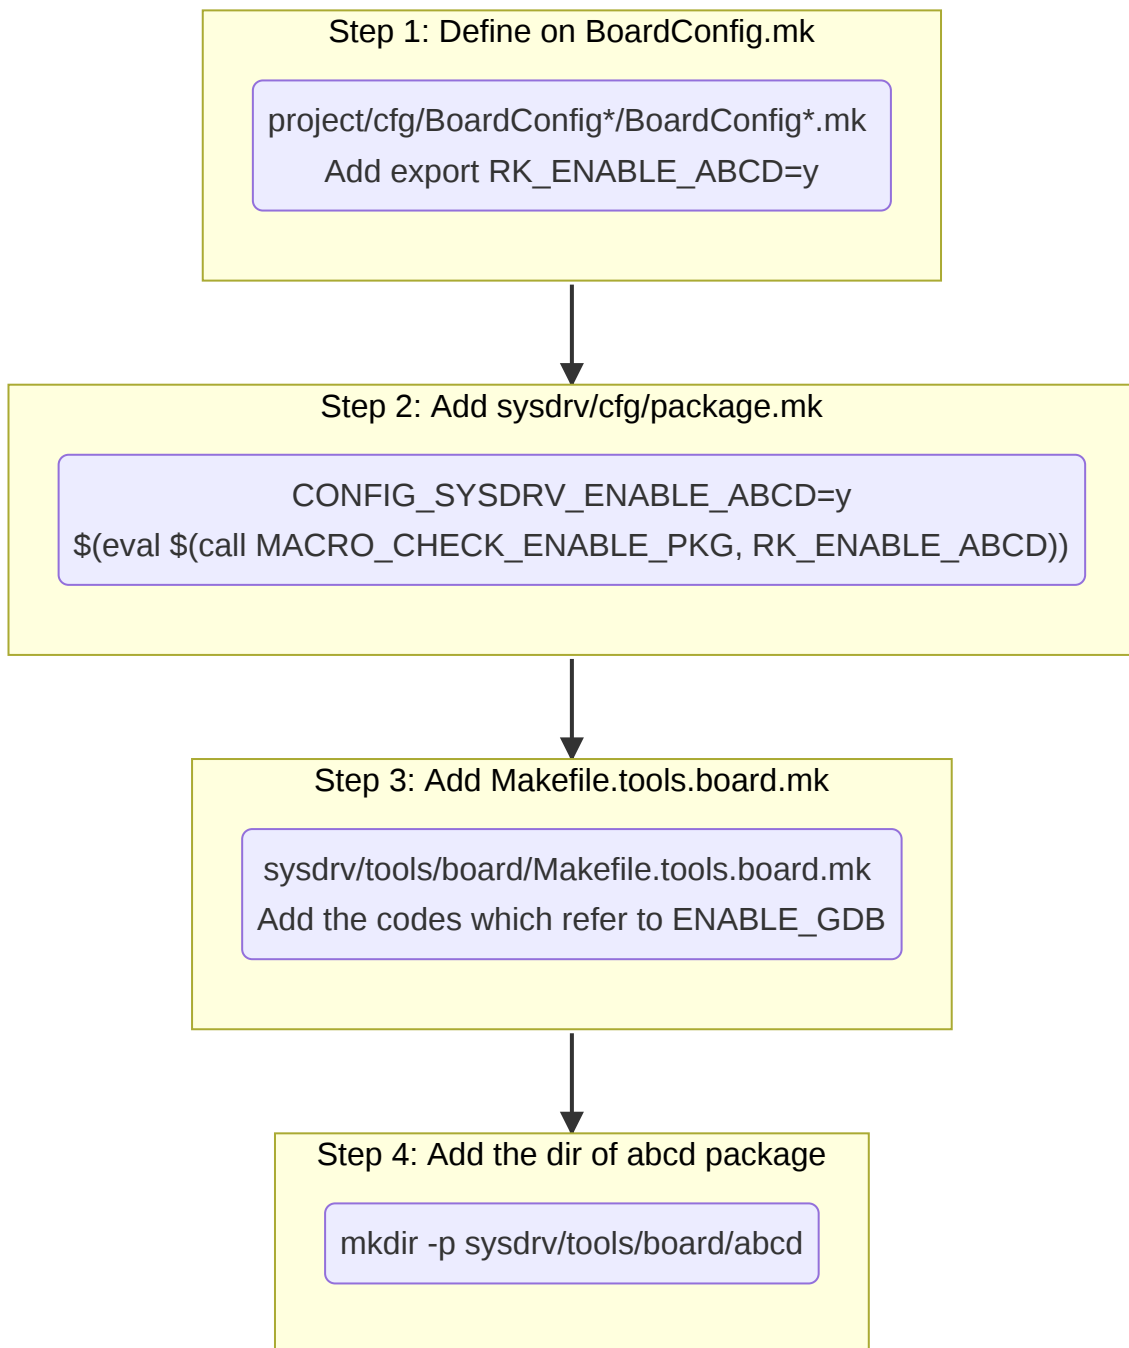 Step 1: Define on BoardConfig.mk
project/cfg/BoardConfig*/BoardConfig*.mk
Add export RK_ENABLE_ABCD=y
Step 2: Add sysdrv/cfg/package.mk
CONFIG_SYSDRV_ENABLE_ABCD=y
$(eval $(call MACRO_CHECK_ENABLE_PKG, RK_ENABLE_ABCD))
Step 3: Add Makefile.tools.board.mk
sysdrv/tools/board/Makefile.tools.board.mk
Add the codes which refer to ENABLE_GDB
Step 4: Add the dir of abcd package
mkdir -p sysdrv/tools/board/abcd